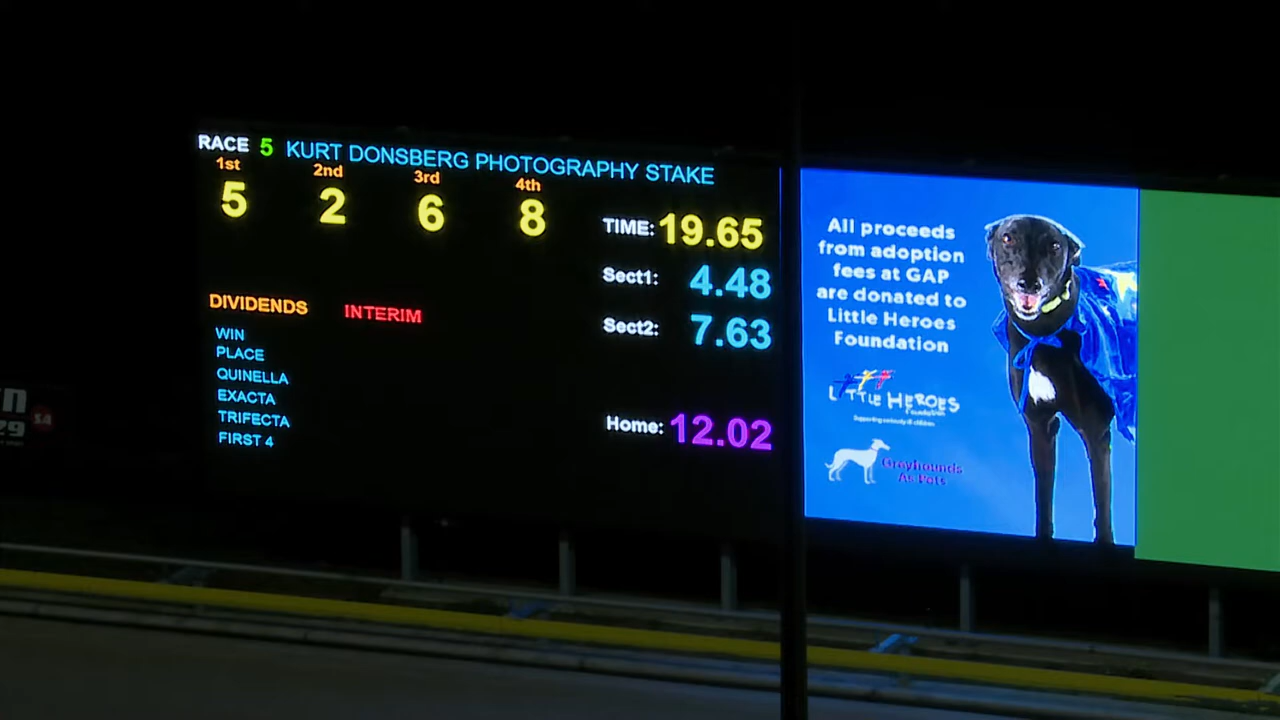 RACE 5 KURT DONSBERG PHOTOGRAPHY STAKE
1st 2nd 3rd 4th
5 2 6 8
TIME: 19.65
Sect1: 4.48
Sect2: 7.63
Home: 12.02
DIVIDENDS INTERIM
WIN
PLACE
QUINELLA
EXACTA
TRIFECTA
FIRST 4
All proceeds
from adoption
fees at GAP
are donated to
Little Heroes
Foundation
LITTLE HEROES
Foundation
Greyhounds
As Pets
SA